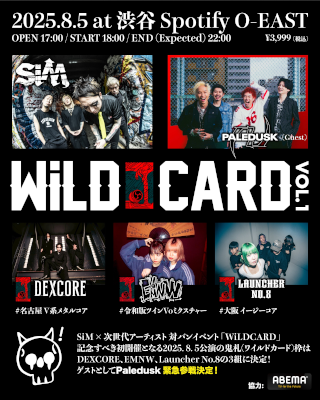 2025.8.5 at 渋谷 Spotify O-EAST
OPEN 17:00 / START 18:00 / END (Expected) 22:00
¥3,999 (税込)
SiM
PALEDUSK (Ghest)
WiLD CARD
VOL.1
DEXCORE
EMNW
LAUNCHER
NO.8
#名古屋 V系メタルコア
#令和版ツインVoミクスチャー
#大阪 イージーコア
SiM × 次世代アーティスト 対バンイベント「WiLDCARD」
記念すべき初開催となる2025. 8. 5公演の鬼札(ワイルドカード)枠は
DEXCORE、EMNW、Launcher No.8の3組に決定!
ゲストとしてPaledusk 緊急参戦決定!
協力:
ABEMA